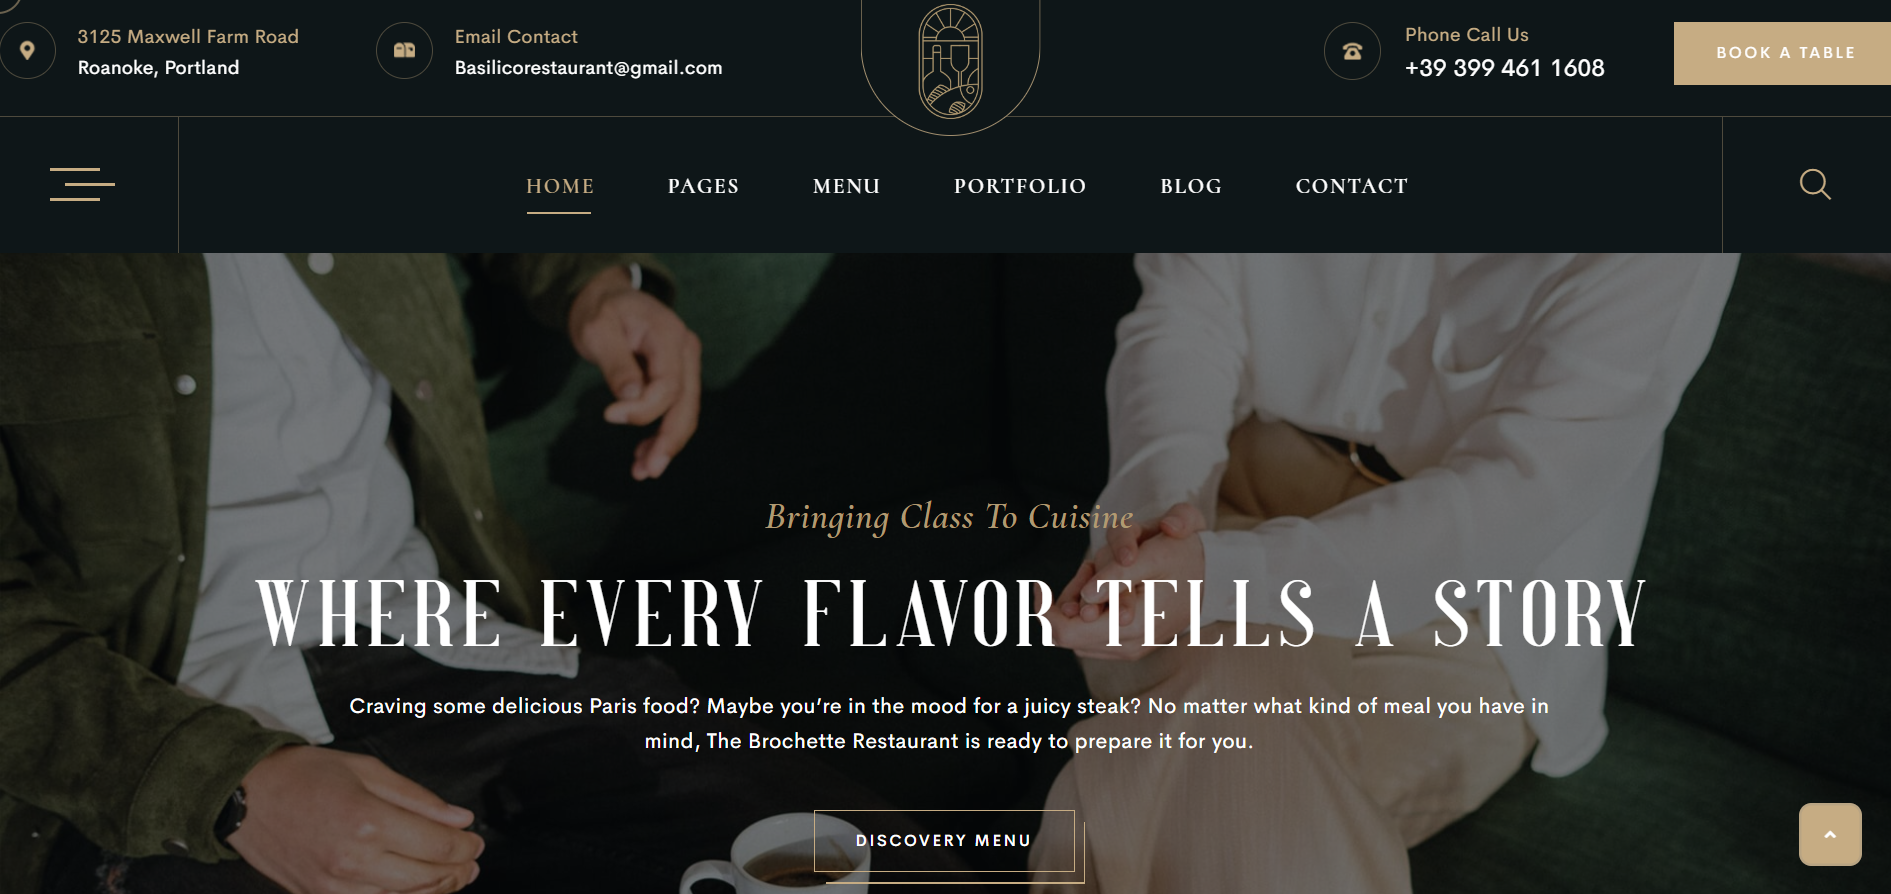 3125 Maxwell Farm Road
Roanoke, Portland
Email Contact
Basilicorestaurant@gmail.com
Phone Call Us
+39 399 461 1608
BOOK A TABLE
HOME
PAGES
MENU
PORTFOLIO
BLOG
CONTACT
Bringing Class To Cuisine
WHERE EVERY FLAVOR TELLS A STORY
Craving some delicious Paris food? Maybe you’re in the mood for a juicy steak? No matter what kind of meal you have in
mind, The Brochette Restaurant is ready to prepare it for you.
DISCOVERY MENU